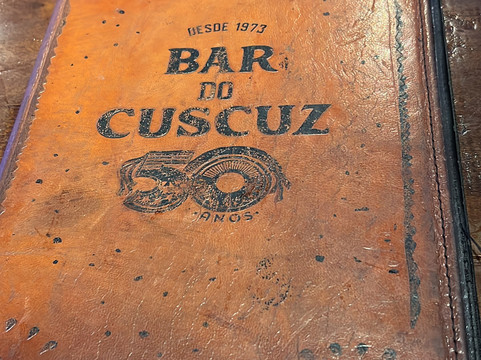 DESDE 1973
BAR
DO
CUSCUZ
50
ANOS